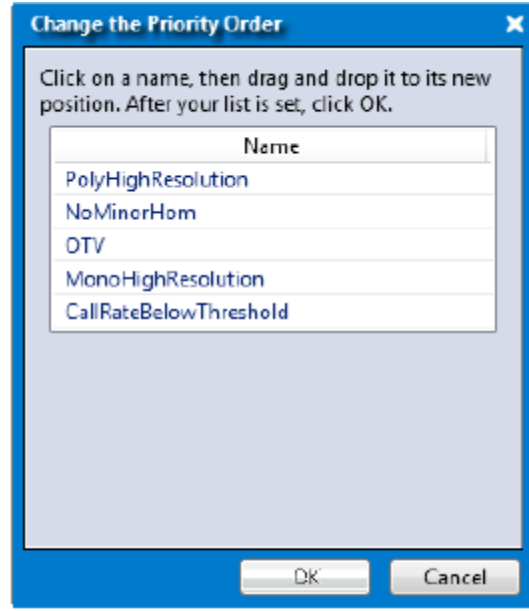 Change the Priority Order
Click on a name, then drag and drop it to its new
position. After your list is set, click OK.
Name
PolyHighResolution
NoMinorHom
OTV
MonoHighResolution
CallRateBelowThreshold
OK
Cancel